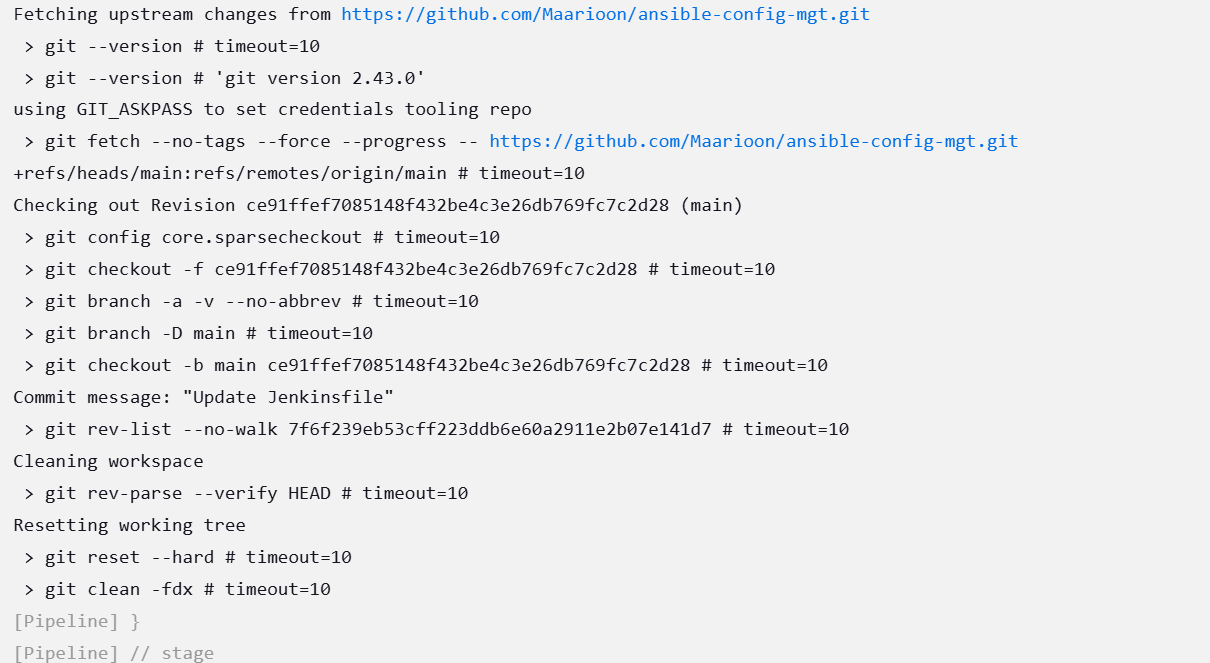 Fetching upstream changes from https://github.com/Maarioon/ansible-config-mgt.git
> git --version # timeout=10
> git --version # 'git version 2.43.0'
using GIT_ASKPASS to set credentials tooling repo
> git fetch --no-tags --force --progress -- https://github.com/Maarioon/ansible-config-mgt.git
+refs/heads/main:refs/remotes/origin/main # timeout=10
Checking out Revision ce91ffef7085148f432be4c3e26db769fc7c2d28 (main)
> git config core.sparsecheckout # timeout=10
> git checkout -f ce91ffef7085148f432be4c3e26db769fc7c2d28 # timeout=10
> git branch -a -v --no-abbrev # timeout=10
> git branch -D main # timeout=10
> git checkout -b main ce91ffef7085148f432be4c3e26db769fc7c2d28 # timeout=10
Commit message: "Update Jenkinsfile"
> git rev-list --no-walk 7f6f239eb53cff223ddb6e60a2911e2b07e141d7 # timeout=10
Cleaning workspace
> git rev-parse --verify HEAD # timeout=10
Resetting working tree
> git reset --hard # timeout=10
> git clean -fdx # timeout=10
[Pipeline] }
[Pipeline] // stage